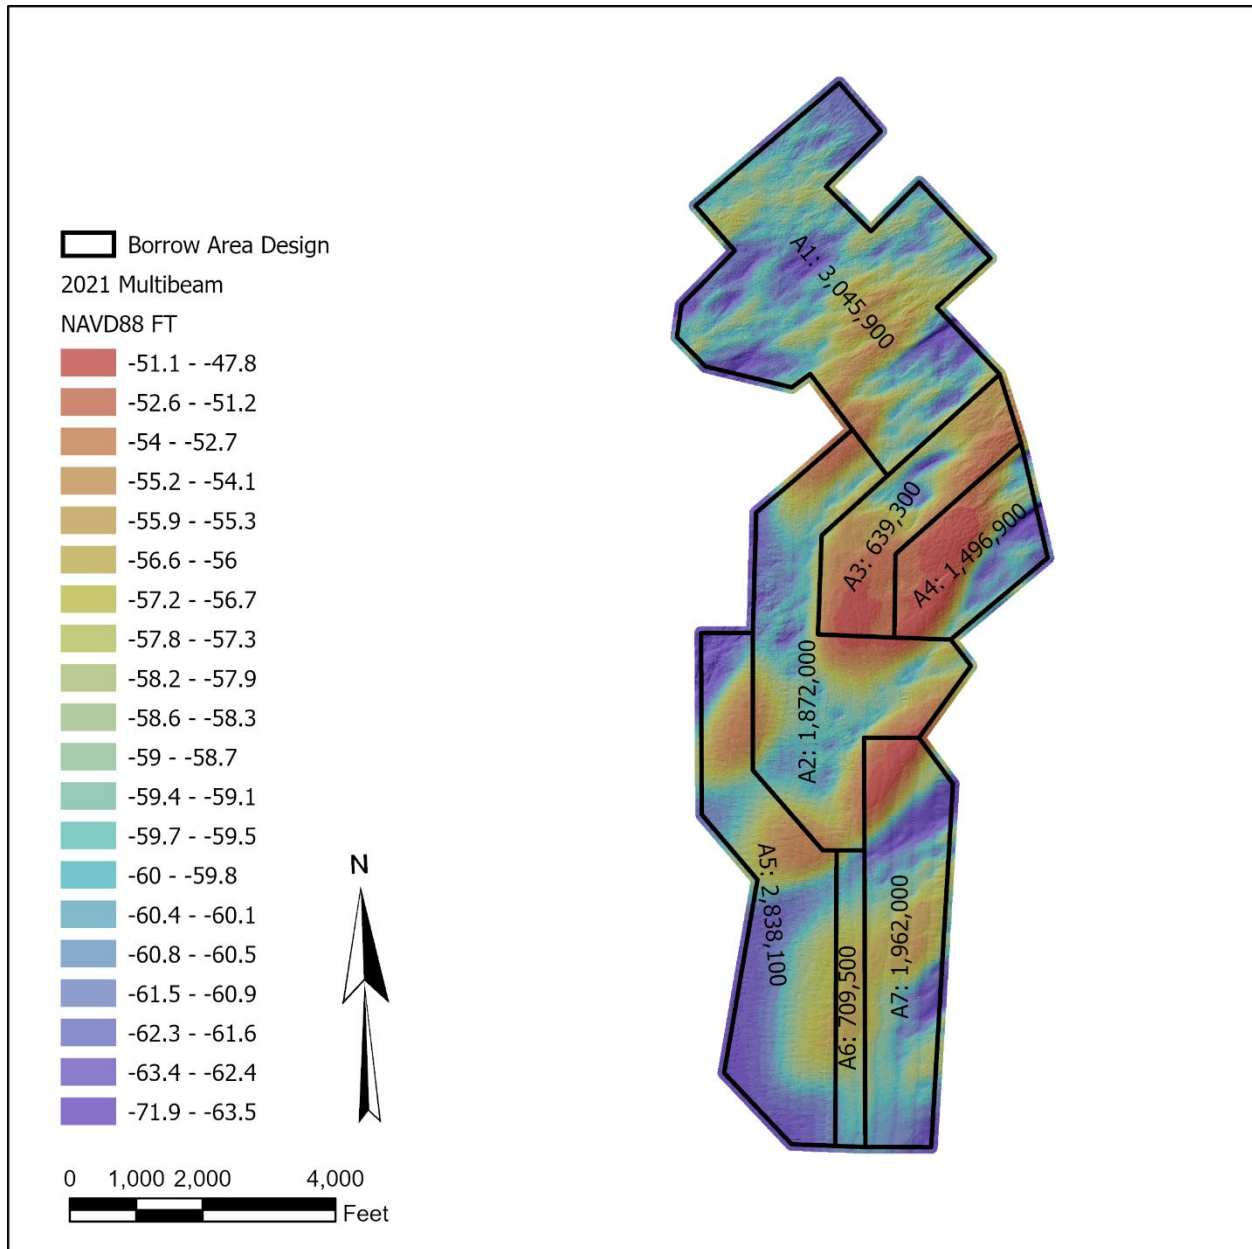 Borrow Area Design
2021 Multibeam
NAVD88 FT
-51.1 - -47.8
-52.6 - -51.2
-54 - -52.7
-55.2 - -54.1
-55.9 - -55.3
-56.6 - -56
-57.2 - -56.7
-57.8 - -57.3
-58.2 - -57.9
-58.6 - -58.3
-59 - -58.7
-59.4 - -59.1
-59.7 - -59.5
-60 - -59.8
-60.4 - -60.1
-60.8 - -60.5
-61.5 - -60.9
-62.3 - -61.6
-63.4 - -62.4
-71.9 - -63.5
N
0 1,000 2,000 4,000
Feet
A1: 3,045,900
A3: 639,300
A4: 1,496,900
A2: 1,872,000
A5: 2,838,100
A6: 709,500
A7: 1,962,000